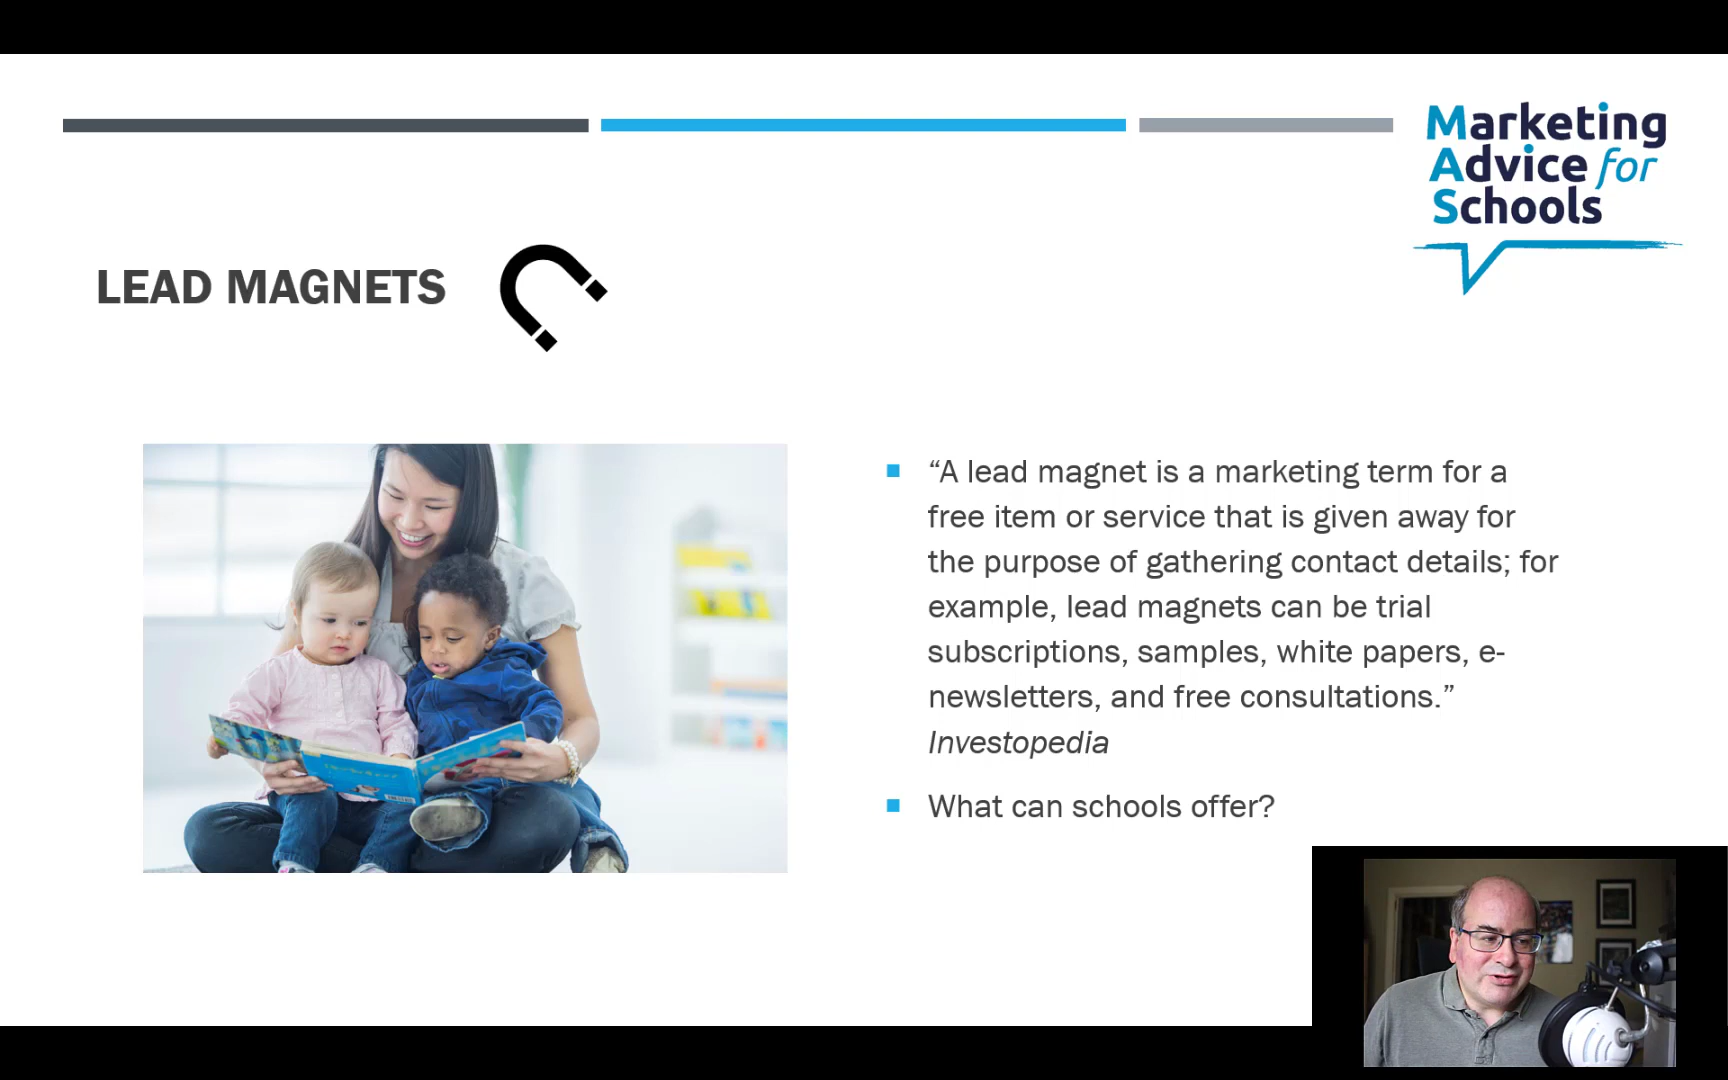 Marketing
Advice for
Schools
LEAD MAGNETS
“A lead magnet is a marketing term for a
free item or service that is given away for
the purpose of gathering contact details; for
example, lead magnets can be trial
subscriptions, samples, white papers, e-
newsletters, and free consultations.”
Investopedia
What can schools offer?